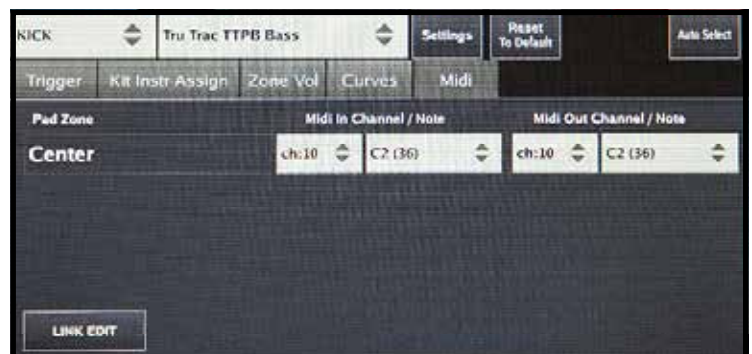 KICK Tru Trac TTPB Bass Settings Reset To Default Auto Select
Trigger Kit Instr Assign Zone Vol Curves Midi
Pad Zone Midi In Channel / Note Midi Out Channel / Note
Center ch:10 C2 (36) ch:10 C2 (36)
LINK EDIT